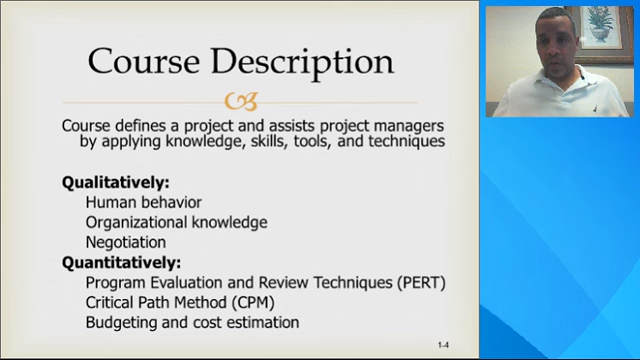 Course Description
Course defines a project and assists project managers
by applying knowledge, skills, tools, and techniques
Qualitatively:
Human behavior
Organizational knowledge
Negotiation
Quantitatively:
Program Evaluation and Review Techniques (PERT)
Critical Path Method (CPM)
Budgeting and cost estimation
1-4